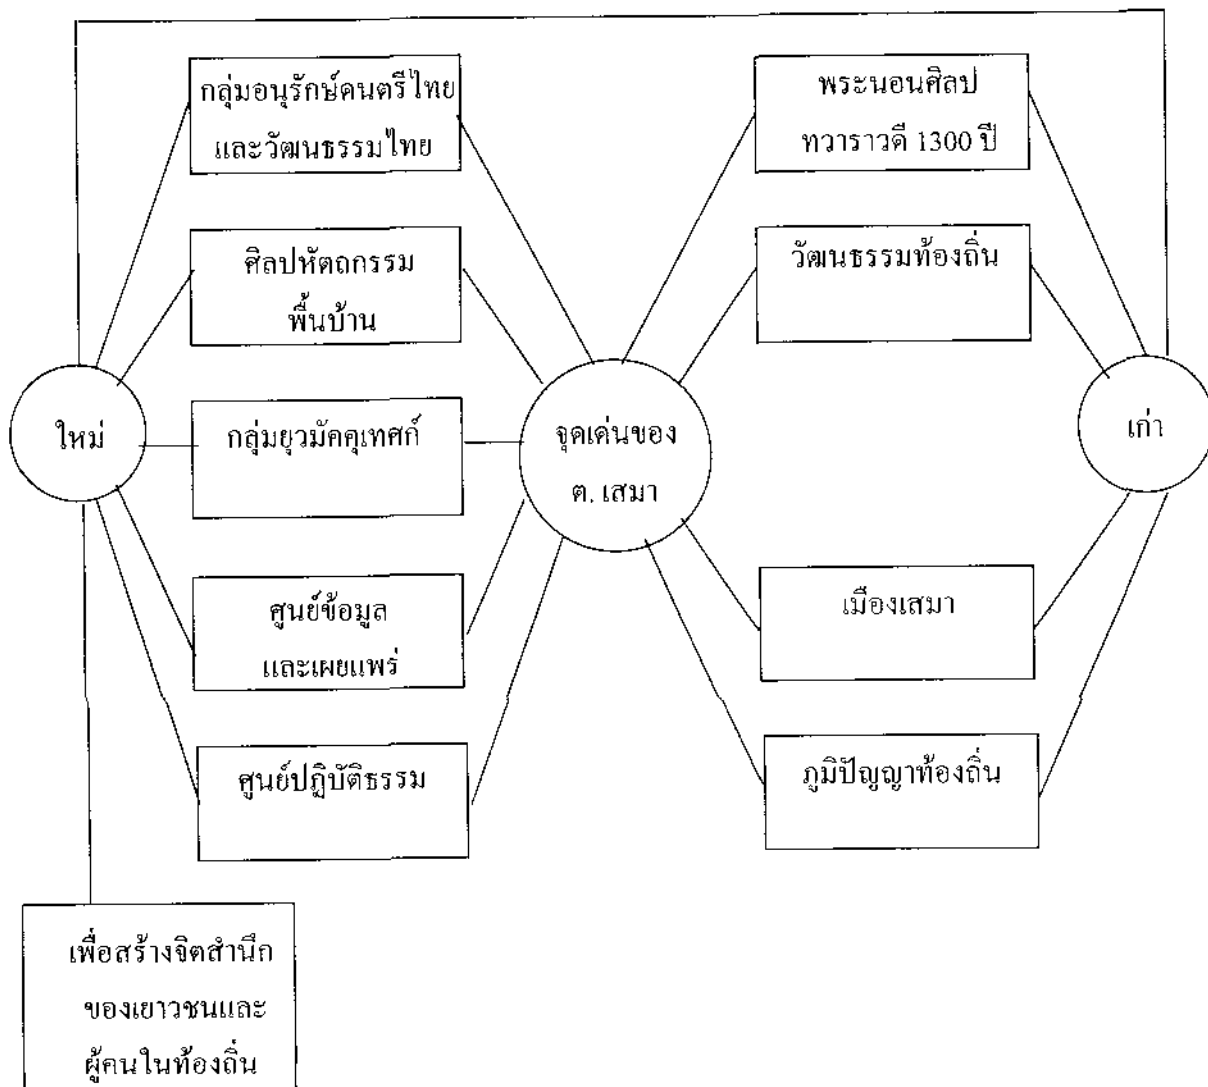 กลุ่มอนุรักษ์ดนตรีไทย
และวัฒนธรรมไทย
พระนอนศิลป
ทวาราวดี 1300 ปี
ศิลปหัตถกรรม
พื้นบ้าน
วัฒนธรรมท้องถิ่น
ใหม่
กลุ่มยุวมัคคุเทศก์
จุดเด่นของ
ต. เสมา
เก่า
ศูนย์ข้อมูล
และเผยแพร่
เมืองเสมา
ศูนย์ปฏิบัติธรรม
ภูมิปัญญาท้องถิ่น
เพื่อสร้างจิตสำนึก
ของเยาวชนและ
ผู้คนในท้องถิ่น